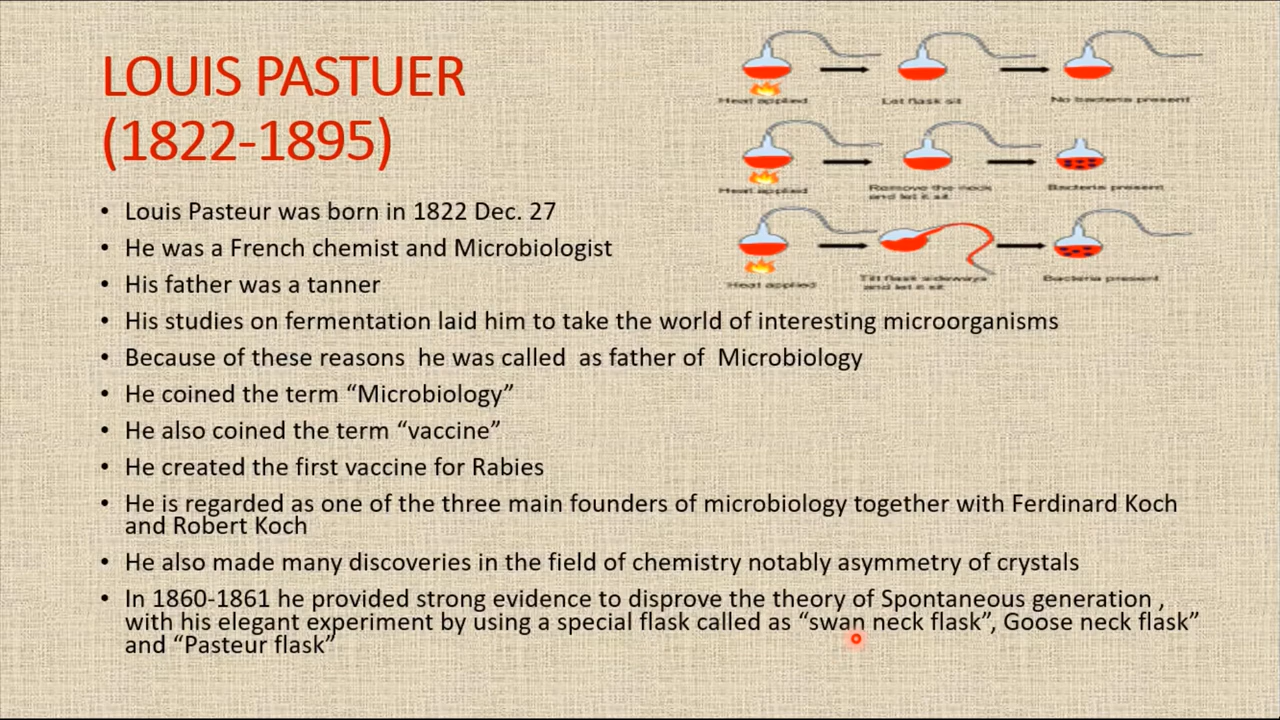 LOUIS PASTUER
(1822-1895)
Heat applied
Let flask sit
No bacteria present
Heat applied
Remove the neck
and let it sit
Bacteria present
Heat applied
Tilt flask sideways
and let it sit
Bacteria present
• Louis Pasteur was born in 1822 Dec. 27
• He was a French chemist and Microbiologist
• His father was a tanner
• His studies on fermentation laid him to take the world of interesting microorganisms
• Because of these reasons he was called as father of Microbiology
• He coined the term “Microbiology”
• He also coined the term “vaccine”
• He created the first vaccine for Rabies
• He is regarded as one of the three main founders of microbiology together with Ferdinard Koch
and Robert Koch
• He also made many discoveries in the field of chemistry notably asymmetry of crystals
• In 1860-1861 he provided strong evidence to disprove the theory of Spontaneous generation ,
with his elegant experiment by using a special flask called as “swan neck flask”, Goose neck flask”
and “Pasteur flask”